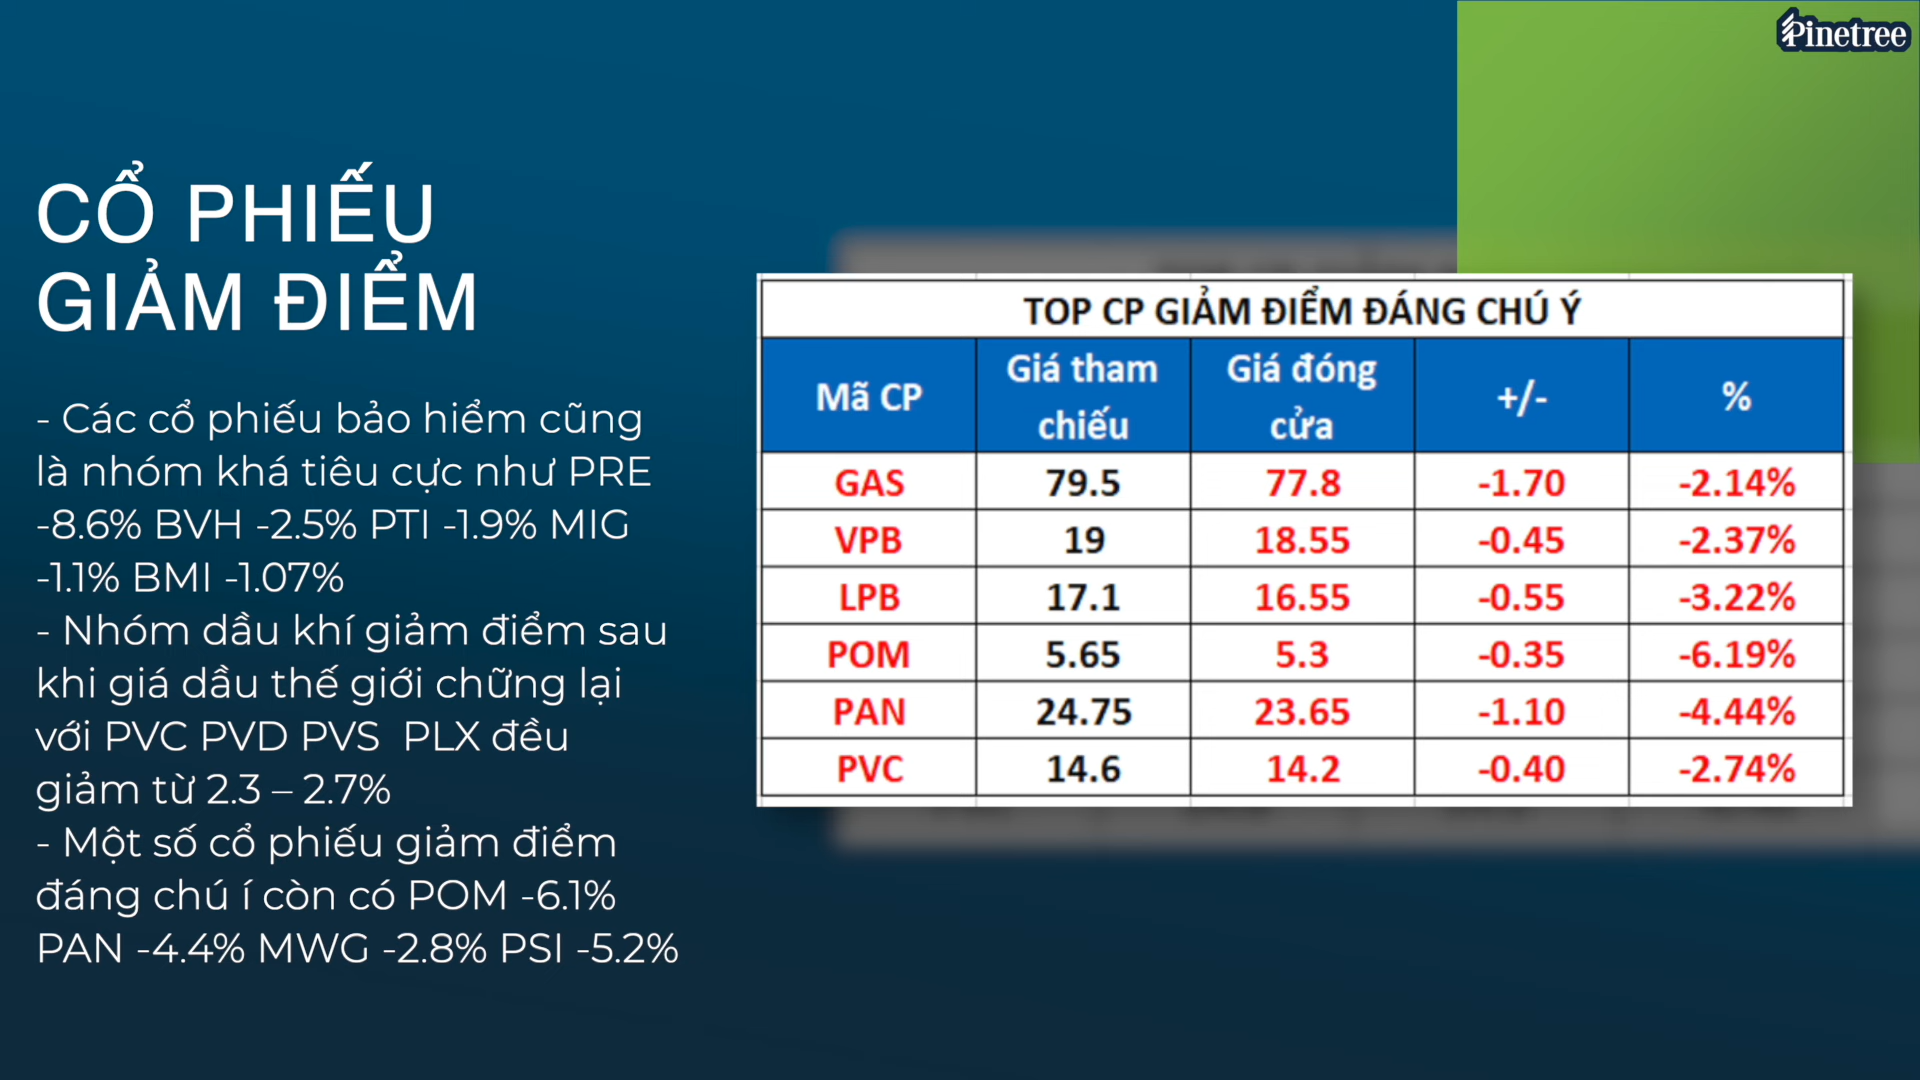 Pinetree
CỔ PHIẾU
GIẢM ĐIỂM
- Các cổ phiếu bảo hiểm cũng
là nhóm khá tiêu cực như PRE
-8.6% BVH -2.5% PTI -1.9% MIG
-1.1% BMI -1.07%
- Nhóm dầu khí giảm điểm sau
khi giá dầu thế giới chững lại
với PVC PVD PVS  PLX đều
giảm từ 2.3 – 2.7%
- Một số cổ phiếu giảm điểm
đáng chú í còn có POM -6.1%
PAN -4.4% MWG -2.8% PSI -5.2%
TOP CP GIẢM ĐIỂM ĐÁNG CHÚ Ý
Mã CP Giá tham chiếu Giá đóng cửa +/- %
GAS 79.5 77.8 -1.70 -2.14%
VPB 19 18.55 -0.45 -2.37%
LPB 17.1 16.55 -0.55 -3.22%
POM 5.65 5.3 -0.35 -6.19%
PAN 24.75 23.65 -1.10 -4.44%
PVC 14.6 14.2 -0.40 -2.74%